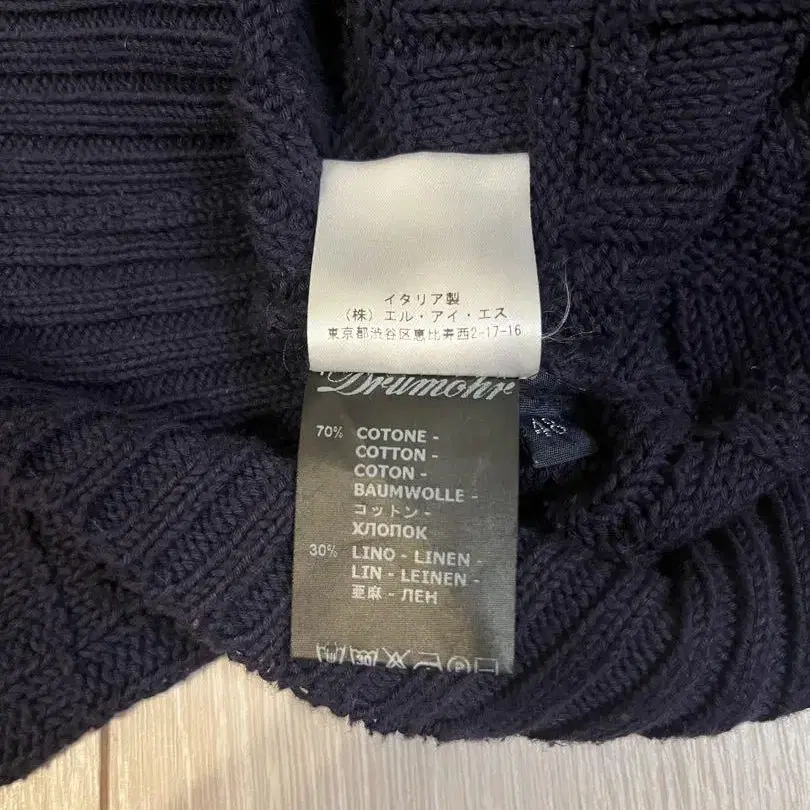 イタリア製
(株) エル・アイ・エス
東京都渋谷区恵比寿西2-17-16
Drumohr
70% COTONE -
COTTON -
COTON -
BAUMWOLLE -
コットン -
ХЛОПОК
30% LINO - LINEN -
LIN - LEINEN -
亜麻 - ЛЕН
48